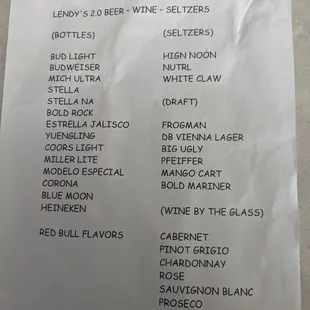 LENDY'S 2.0 BEER - WINE - SELTZERS
(BOTTLES)
BUD LIGHT
BUDWEISER
MICH ULTRA
STELLA
STELLA NA
BOLD ROCK
ESTRELLA JALISCO
YUENGLING
COORS LIGHT
MILLER LITE
MODELO ESPECIAL
CORONA
BLUE MOON
HEINEKEN
RED BULL FLAVORS
(SELTZERS)
HIGN NOON
NUTRL
WHITE CLAW
(DRAFT)
FROGMAN
DB VIENNA LAGER
BIG UGLY
PFEIFFER
MANGO CART
BOLD MARINER
(WINE BY THE GLASS)
CABERNET
PINOT GRIGIO
CHARDONNAY
ROSE
SAUVIGNON BLANC
PROSECO